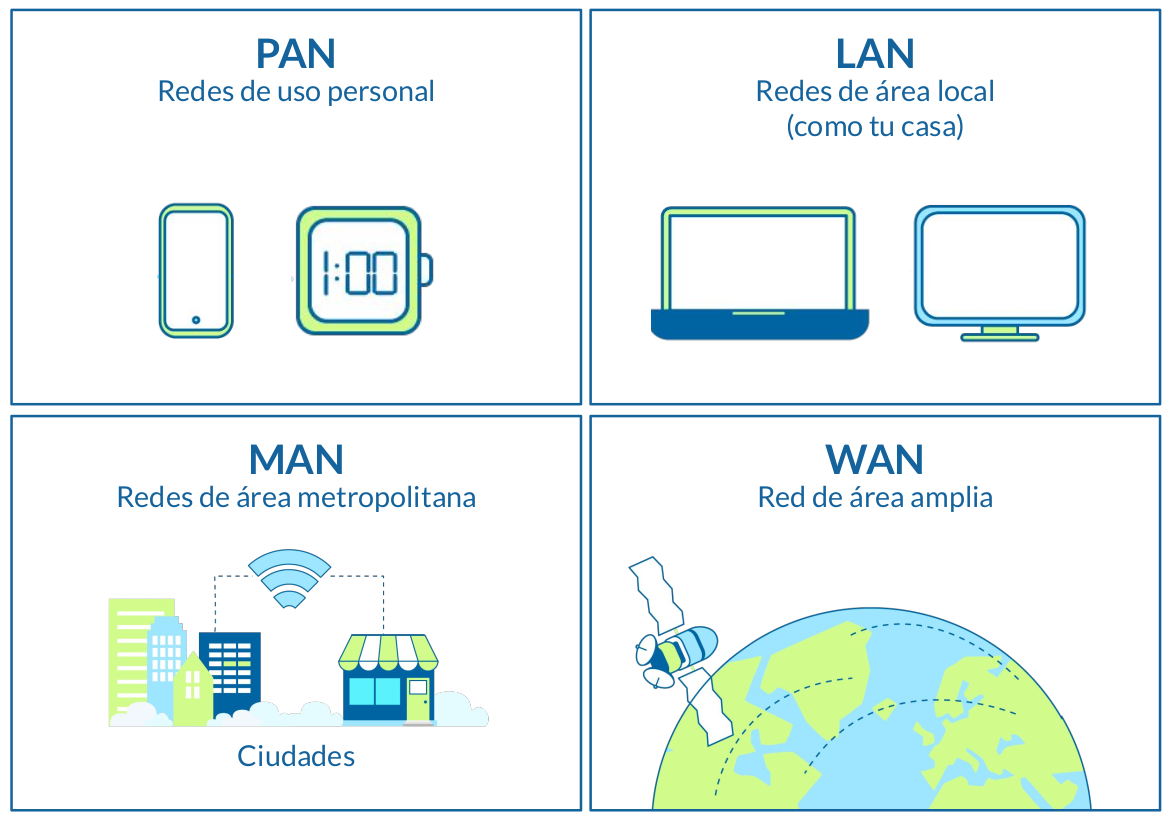 PAN
Redes de uso personal
1:00
LAN
Redes de área local
(como tu casa)
MAN
Redes de área metropolitana
Ciudades
WAN
Red de área amplia